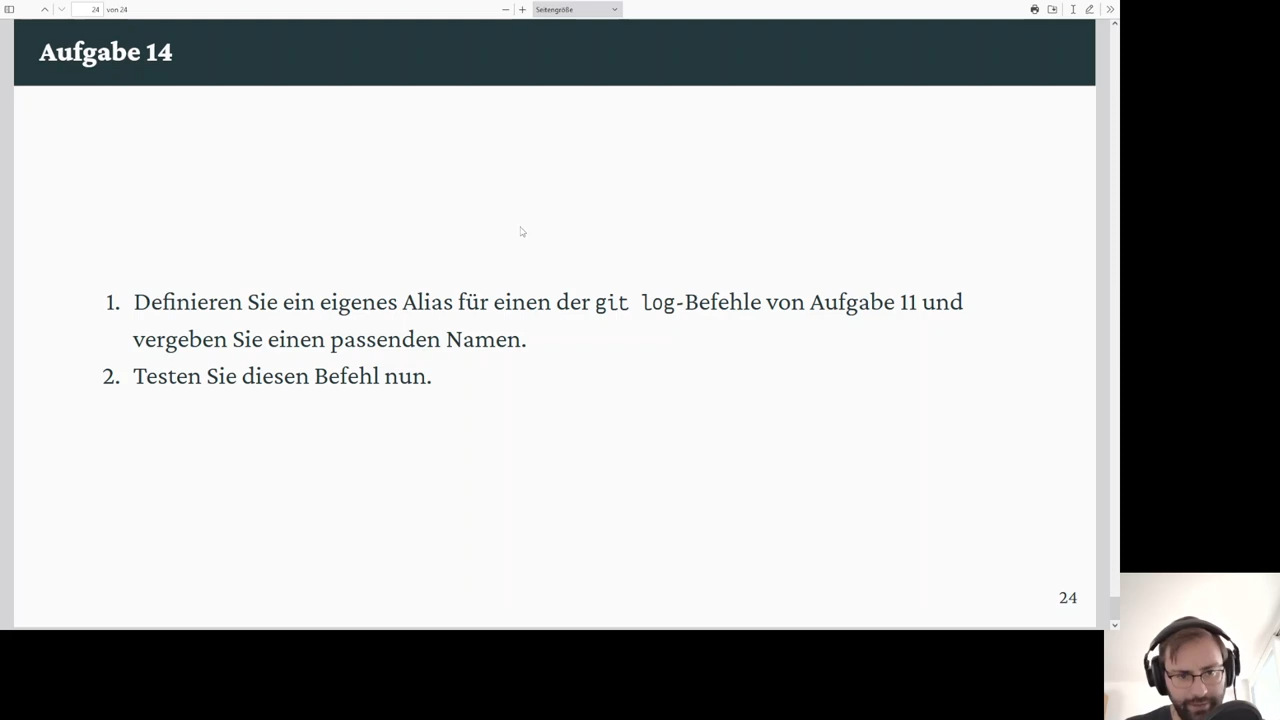 24 von 24
Seitengröße
Aufgabe 14
1. Definieren Sie ein eigenes Alias für einen der git log-Befehle von Aufgabe 11 und
vergeben Sie einen passenden Namen.
2. Testen Sie diesen Befehl nun.
24